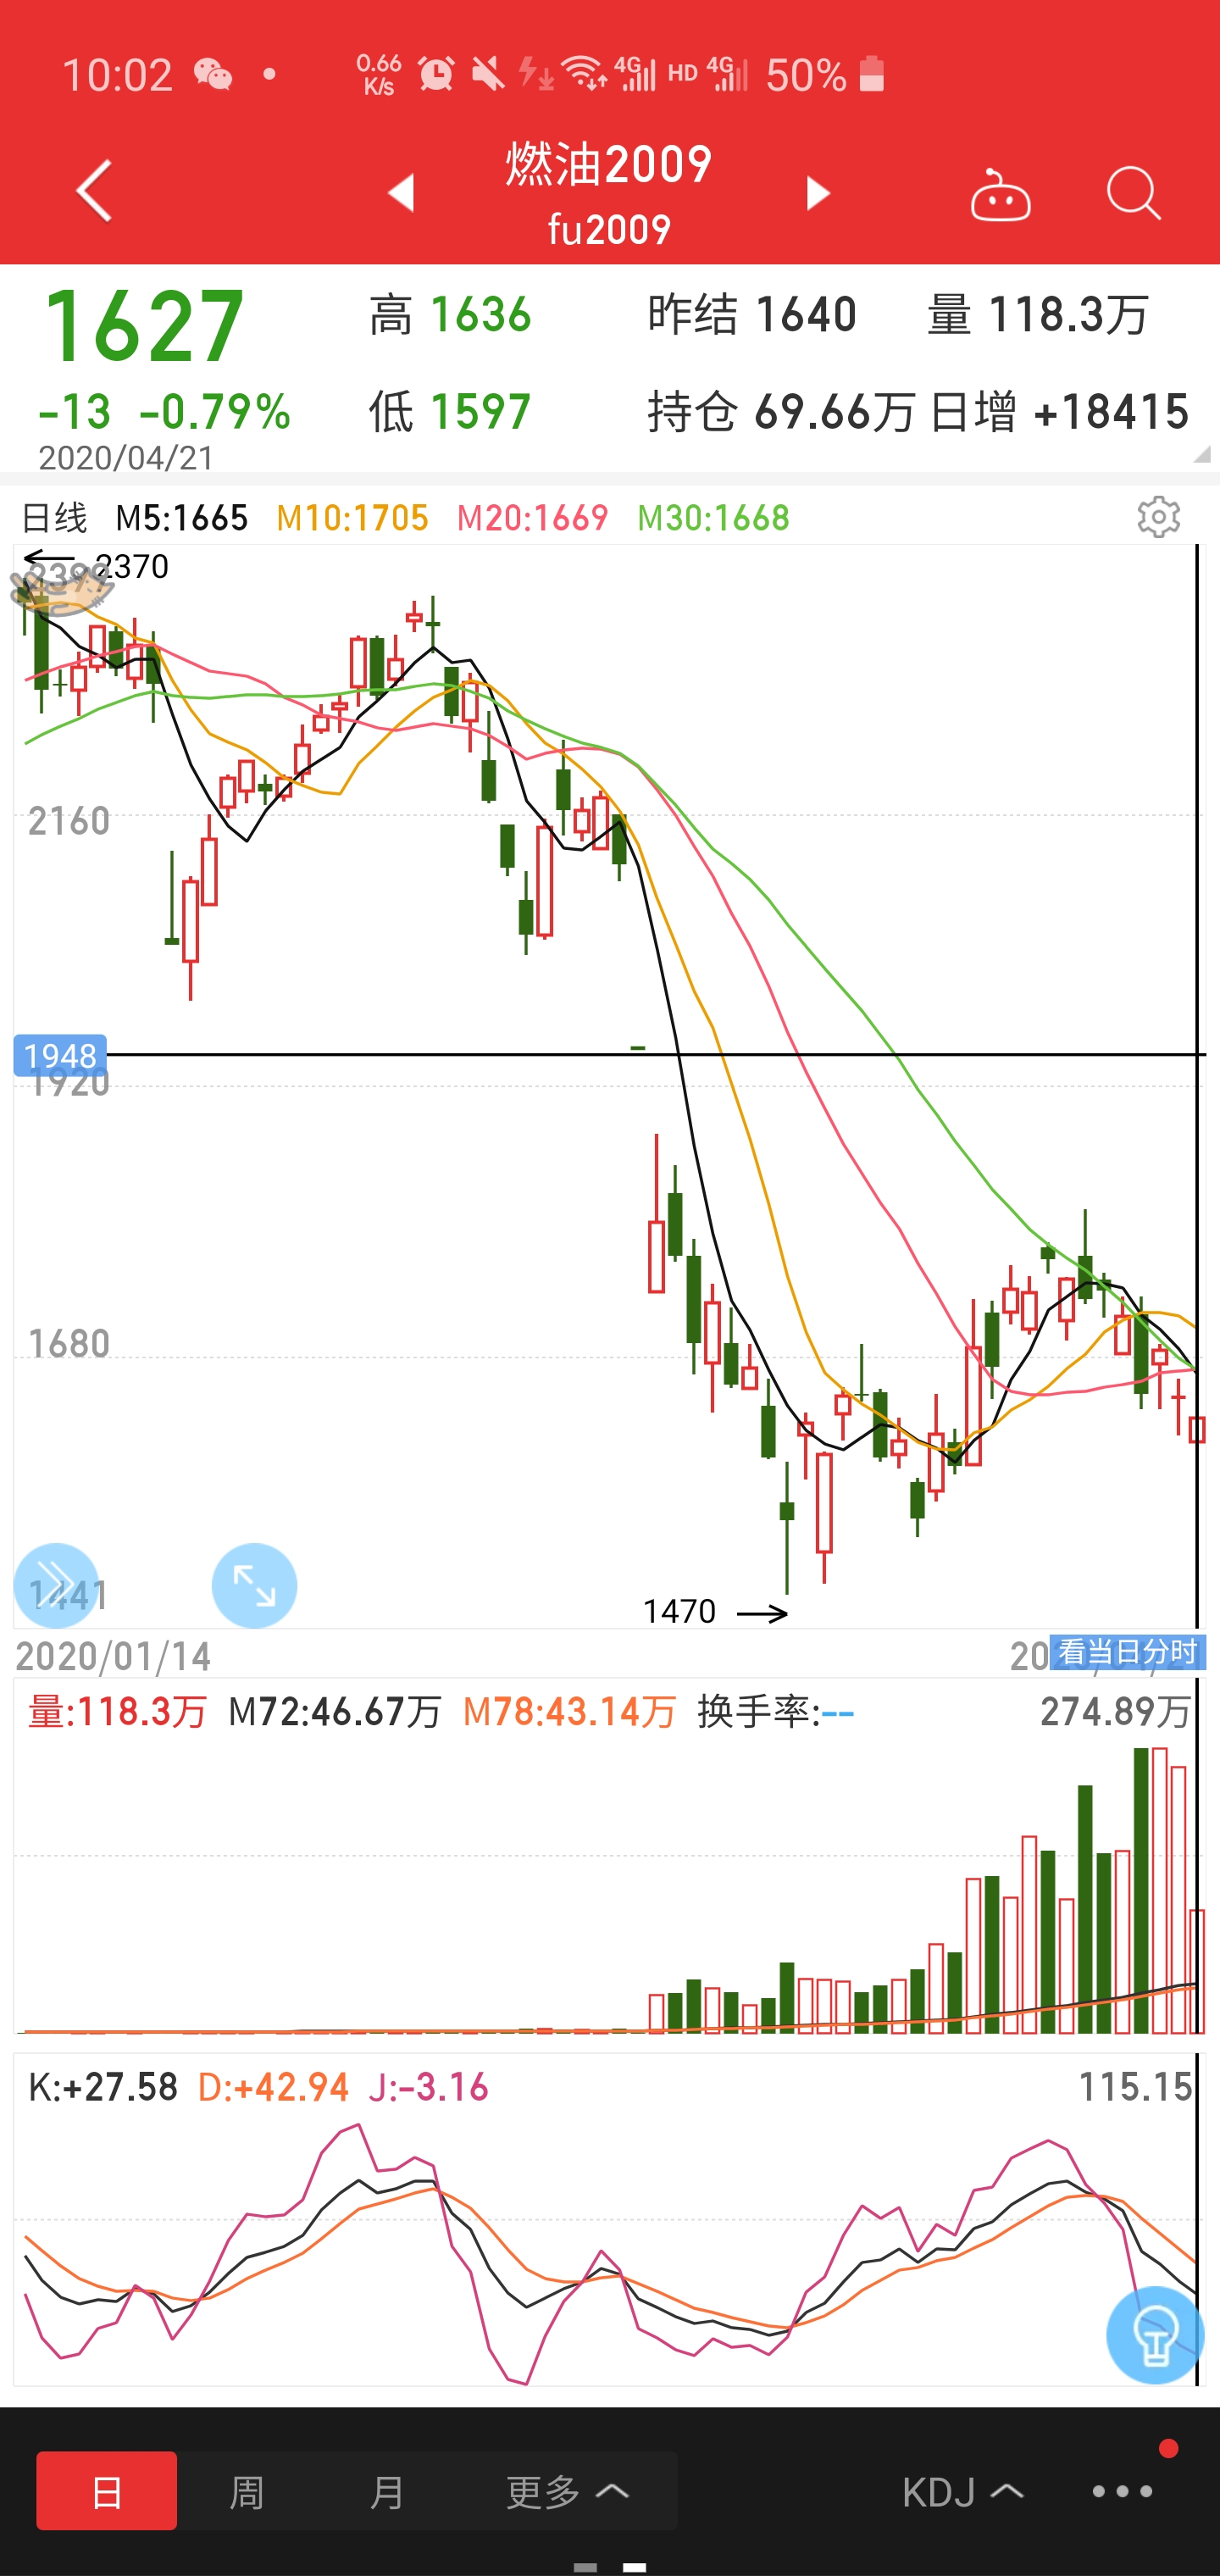 10:02 0.66 K/s 4G HD 4G 50%
燃油2009
fu2009
1627 高 1636 昨结 1640 量 118.3万
-13 -0.79% 低 1597 持仓 69.66万 日增 +18415
2020/04/21
日线 M5:1665 M10:1705 M20:1669 M30:1668
2370
2399
2160
1948
1920
1680
1441
1470
2020/01/14 看当日分时
量:118.3万 M72:46.67万 M78:43.14万 换手率:-- 274.89万
K:+27.58 D:+42.94 J:-3.16 115.15
日 周 月 更多 KDJ